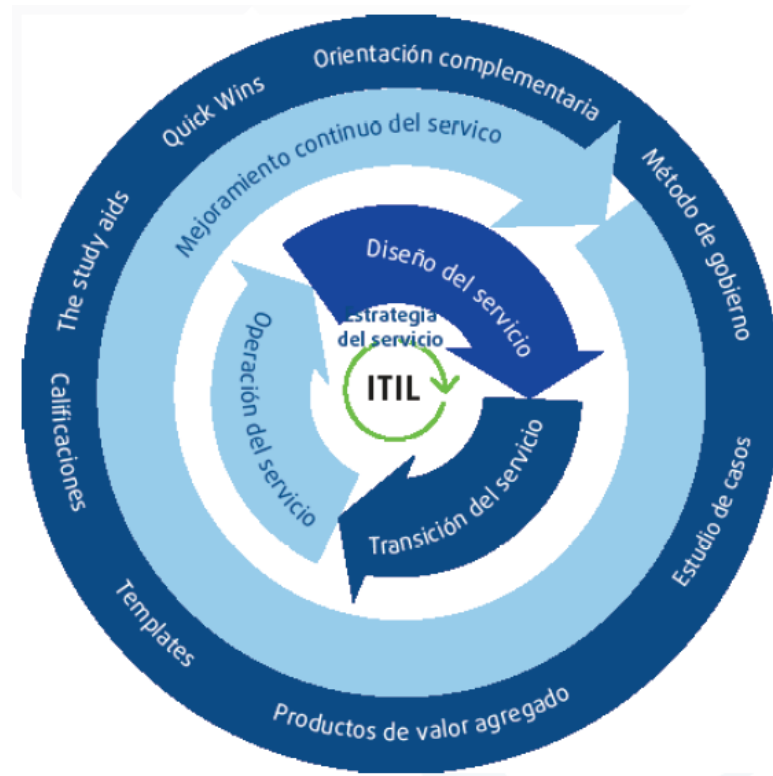 Orientación complementaria
Método de gobierno
Estudio de casos
Productos de valor agregado
Templates
Calificaciones
The study aids
Quick Wins
Mejoramiento continuo del servico
Diseño del servicio
Transición del servicio
Operación del servicio
Estrategia
del servicio
ITIL